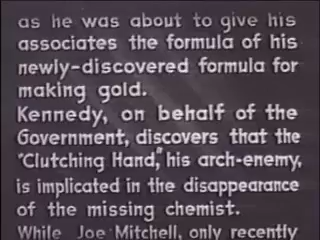 as he was about to give his
associates the formula of his
newly-discovered formula for
making gold.
Kennedy, on behalf of the
Government, discovers that the
"Clutching Hand," his arch-enemy,
is implicated in the disappearance
of the missing chemist.
While Joe Mitchell, only recently